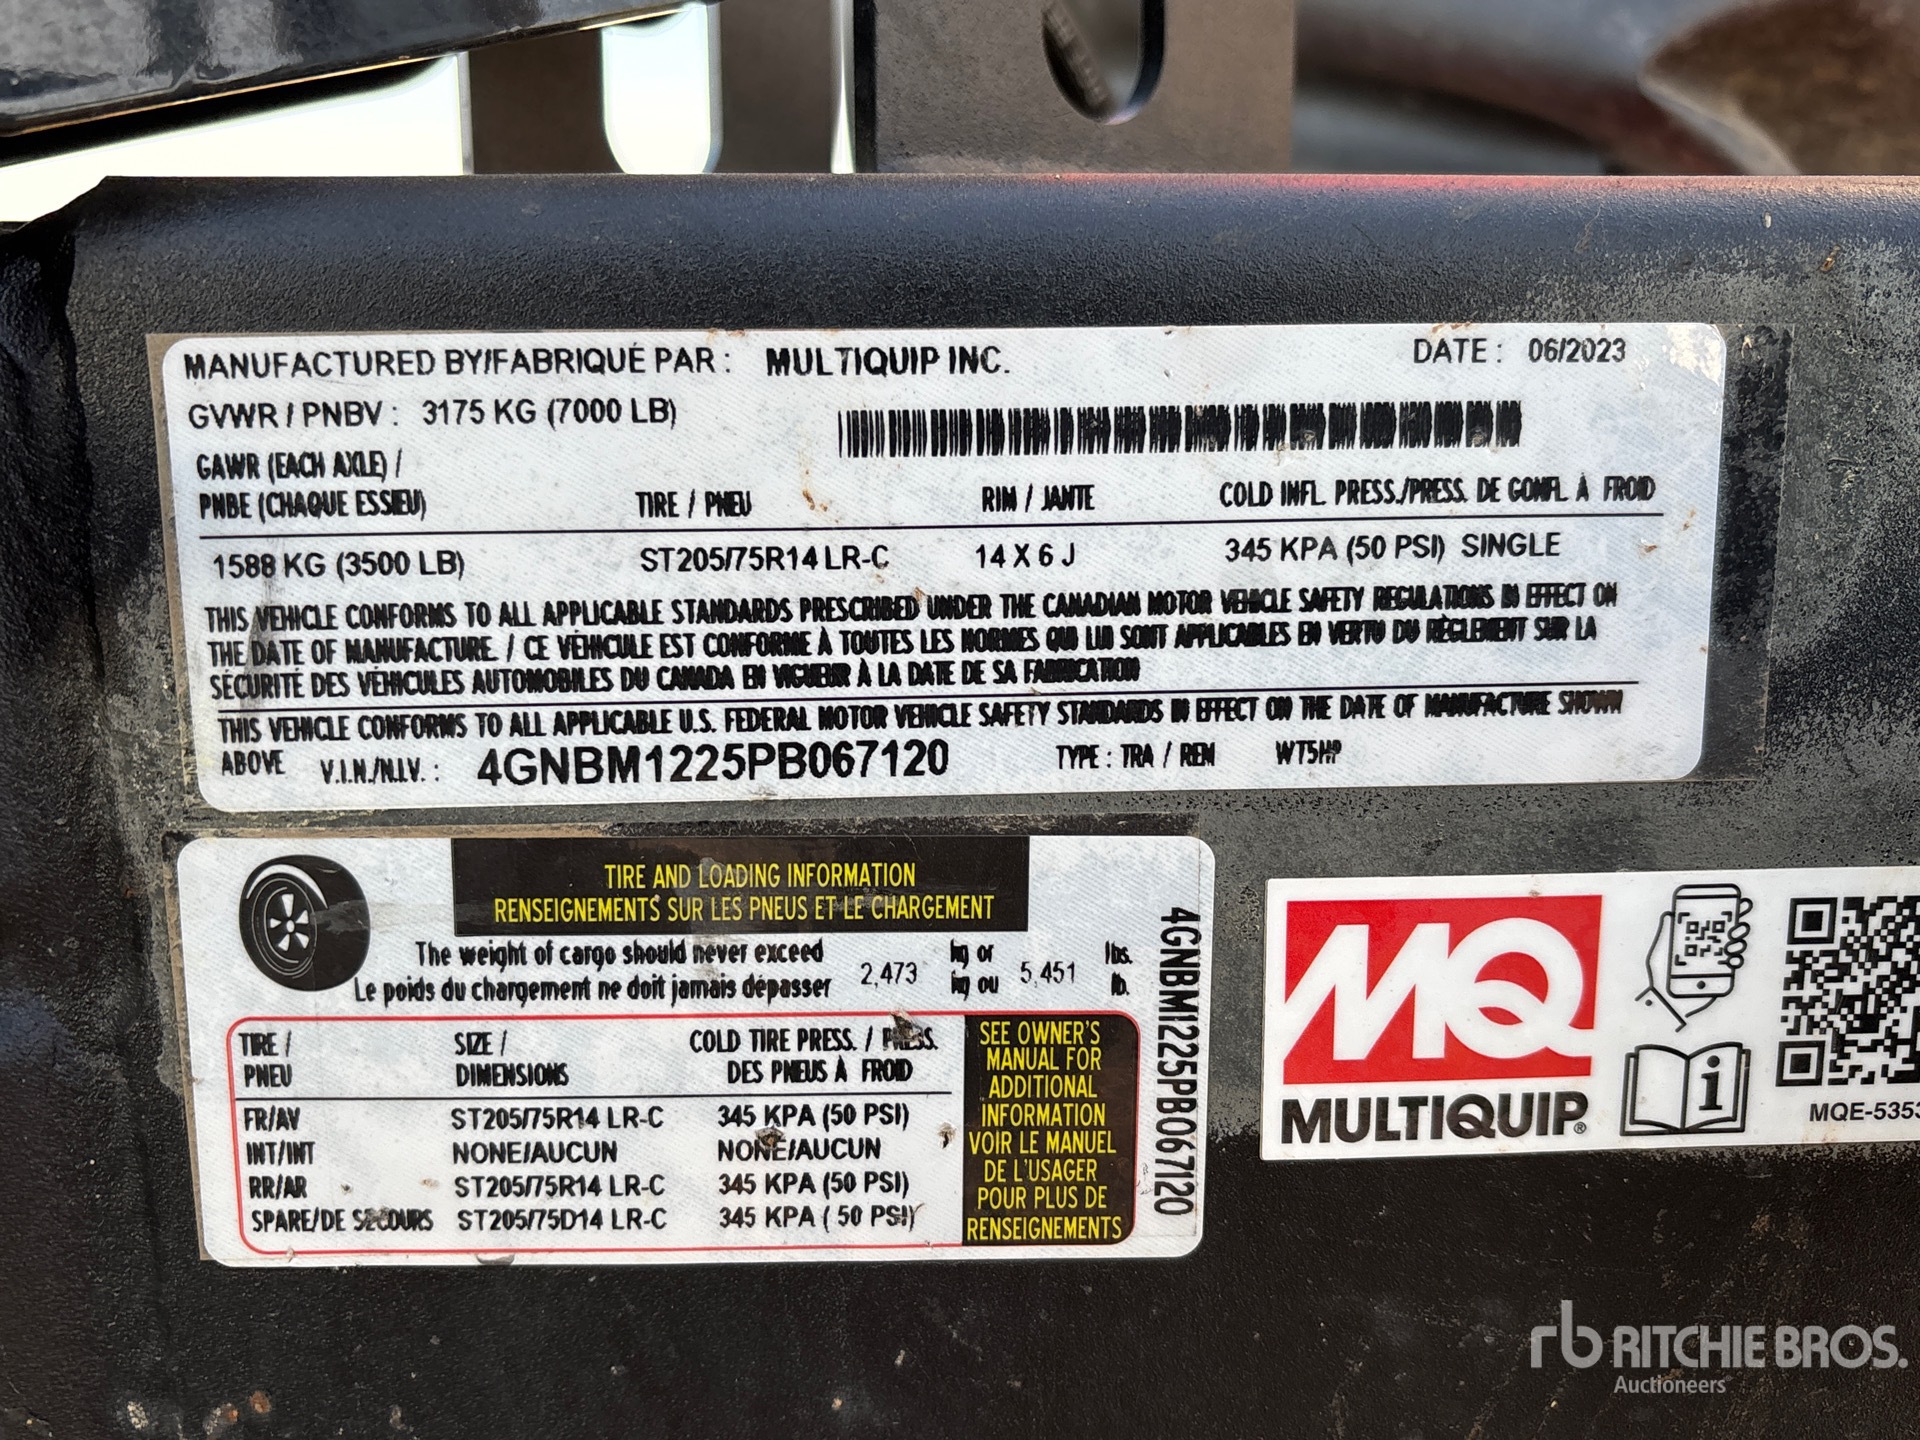 MANUFACTURED BY/FABRIQUÉ PAR : MULTIQUIP INC. DATE : 06/2023
GVWR / PNBV : 3175 KG (7000 LB)
GAWR (EACH AXLE) /
PNBE (CHAQUE ESSIEU) TIRE / PNEU RIM / JANTE COLD INFL. PRESS./PRESS. DE GONFL. À FROID
1588 KG (3500 LB) ST205/75R14 LR-C 14 X 6 J 345 KPA (50 PSI) SINGLE
THIS VEHICLE CONFORMS TO ALL APPLICABLE STANDARDS PRESCRIBED UNDER THE CANADIAN MOTOR VEHICLE SAFETY REGULATIONS IN EFFECT ON
THE DATE OF MANUFACTURE. / CE VÉHICULE EST CONFORME À TOUTES LES NORMES QUI LUI SONT APPLICABLES EN VERTU DU RÈGLEMENT SUR LA
SÉCURITÉ DES VÉHICULES AUTOMOBILES DU CANADA EN VIGUEUR À LA DATE DE SA FABRICATION
THIS VEHICLE CONFORMS TO ALL APPLICABLE U.S. FEDERAL MOTOR VEHICLE SAFETY STANDARDS IN EFFECT ON THE DATE OF MANUFACTURE SHOWN
ABOVE V.I.N./N.I.V. : 4GNBM1225PB067120 TYPE : TRA / REM WT5HP
TIRE AND LOADING INFORMATION
RENSEIGNEMENTS SUR LES PNEUS ET LE CHARGEMENT
The weight of cargo should never exceed 2,473 kg or 5,451 lbs.
Le poids du chargement ne doit jamais dépasser kg ou lb.
TIRE / SIZE / COLD TIRE PRESS. / PRESS.
PNEU DIMENSIONS DES PNEUS À FROID
FR/AV ST205/75R14 LR-C 345 KPA (50 PSI)
INT/INT NONE/AUCUN NONE/AUCUN
RR/AR ST205/75R14 LR-C 345 KPA (50 PSI)
SPARE/DE SECOURS ST205/75D14 LR-C 345 KPA ( 50 PSI)
SEE OWNER'S
MANUAL FOR
ADDITIONAL
INFORMATION
VOIR LE MANUEL
DE L'USAGER
POUR PLUS DE
RENSEIGNEMENTS
4GNBM1225PB067120
MQ
MULTIQUIP®
i
MQE-5353
rb RITCHIE BROS.
Auctioneers